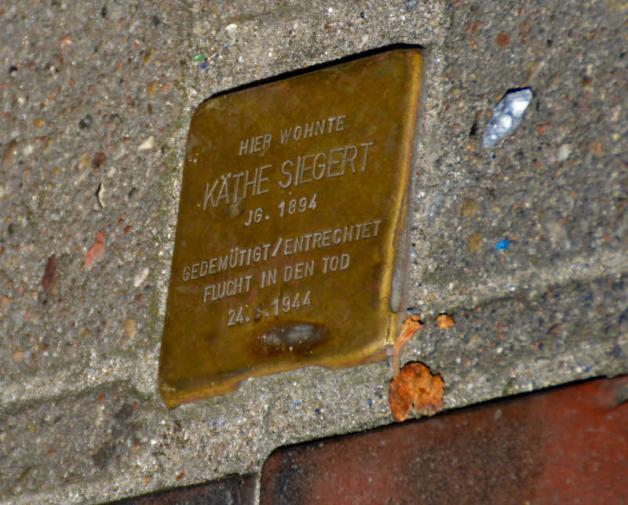 HIER WOHNTE
KÄTHE SIEGERT
JG. 1894
GEDEMÜTIGT/ENTRECHTET
FLUCHT IN DEN TOD